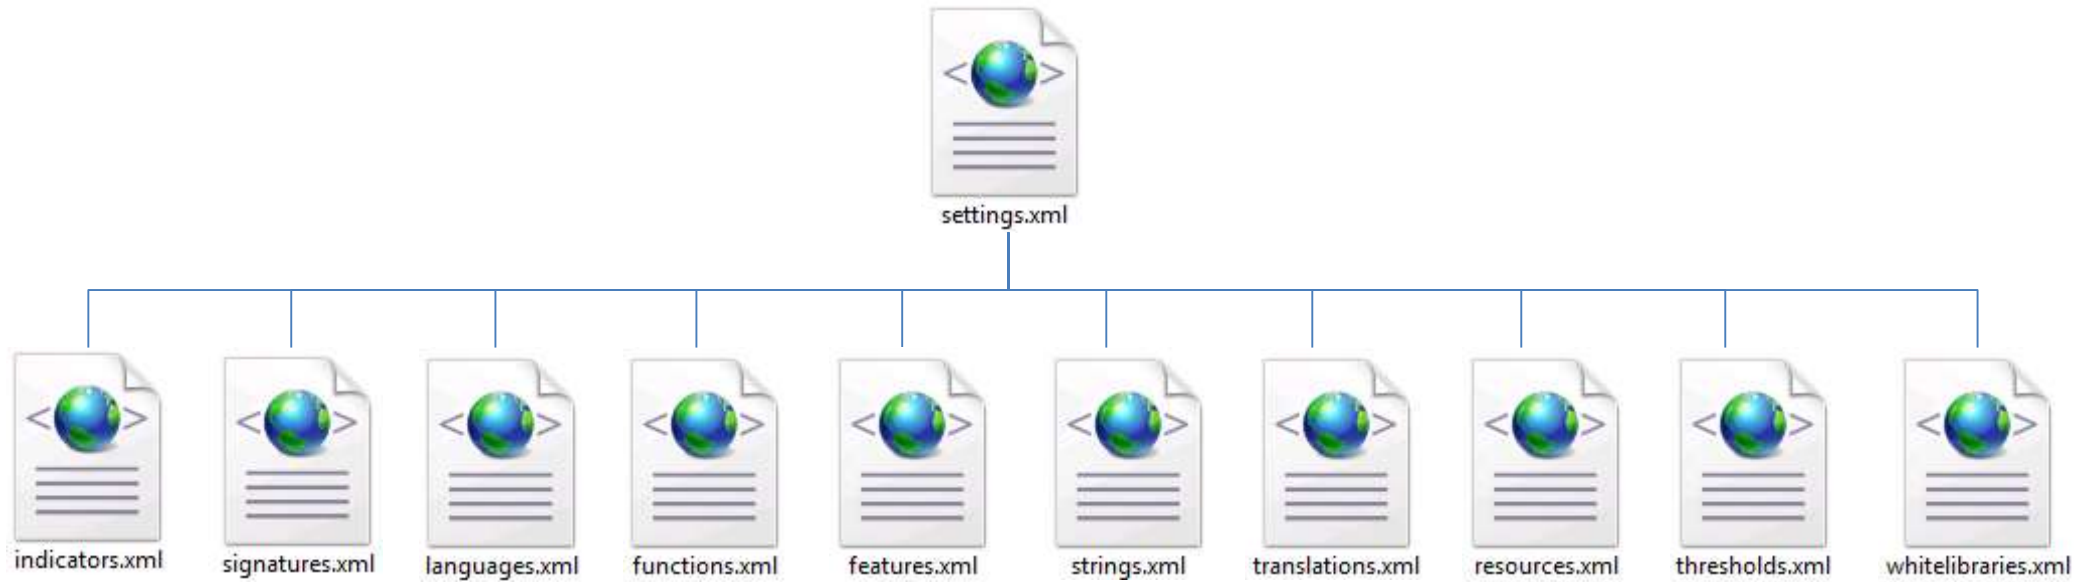 settings.xml
indicators.xml
signatures.xml
languages.xml
functions.xml
features.xml
strings.xml
translations.xml
resources.xml
thresholds.xml
whitelibraries.xml